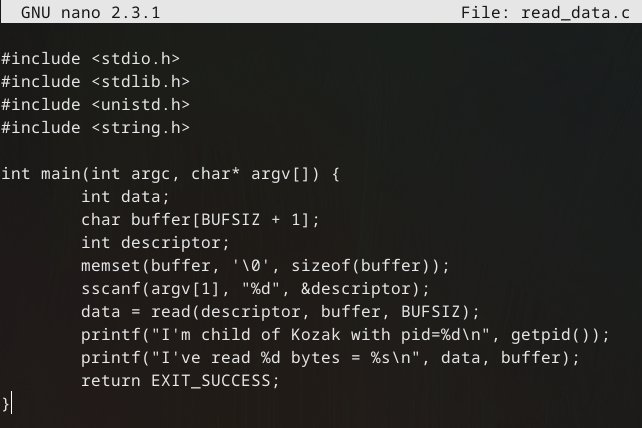 GNU nano 2.3.1 File: read_data.c
#include <stdio.h>
#include <stdlib.h>
#include <unistd.h>
#include <string.h>
int main(int argc, char* argv[]) {
int data;
char buffer[BUFSIZ + 1];
int descriptor;
memset(buffer, '\0', sizeof(buffer));
sscanf(argv[1], "%d", &descriptor);
data = read(descriptor, buffer, BUFSIZ);
printf("I'm child of Kozak with pid=%d\n", getpid());
printf("I've read %d bytes = %s\n", data, buffer);
return EXIT_SUCCESS;
}